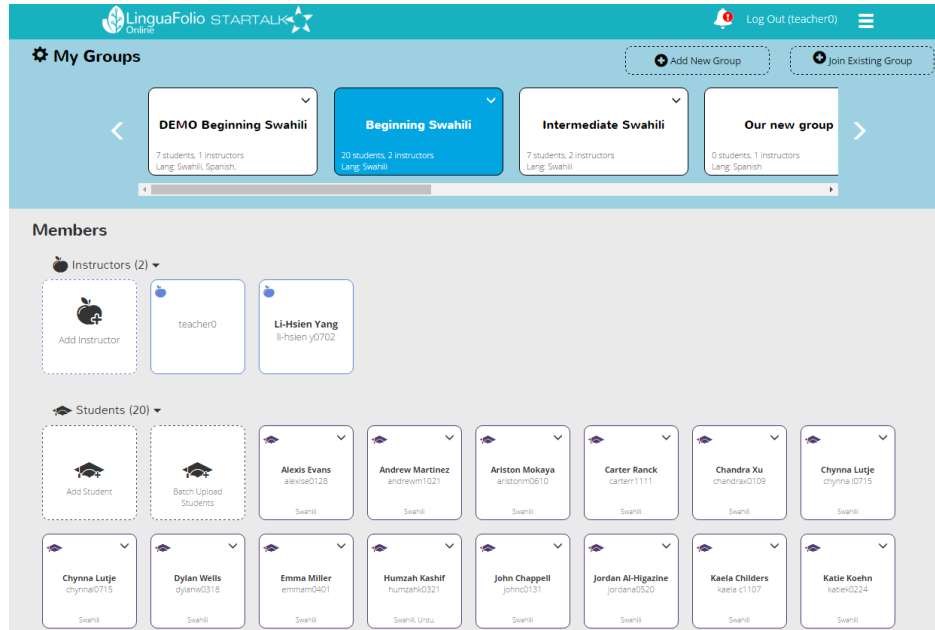 LinguaFolio STARTALK
Online
Log Out (teacher0)
My Groups
Add New Group
Join Existing Group
DEMO Beginning Swahili
7 students, 1 instructors
Lang: Swahili, Spanish,
Beginning Swahili
20 students, 2 instructors
Lang: Swahili
Intermediate Swahili
7 students, 2 instructors
Lang: Swahili
Our new group
0 students, 1 instructors
Lang: Spanish
Members
Instructors (2)
Add Instructor
teacher0
Li-Hsien Yang
li-hsien y0702
Students (20)
Add Student
Batch Upload
Students
Alexis Evans
alexise0128
Swahili
Andrew Martinez
andrewm1021
Swahili
Ariston Mokaya
aristonm0610
Swahili
Carter Ranck
carterr1111
Swahili
Chandra Xu
chandrax0109
Swahili
Chynna Lutje
chynna l0715
Swahili
Chynna Lutje
chynnal0715
Swahili
Dylan Wells
dylanw0318
Swahili
Emma Miller
emmam0401
Swahili
Humzah Kashif
humzahk0321
Swahili, Urdu,
John Chappell
johnc0131
Swahili
Jordan Al-Higazine
jordana0520
Swahili
Kaela Childers
kaela c1107
Swahili
Katie Koehn
katiek0224
Swahili